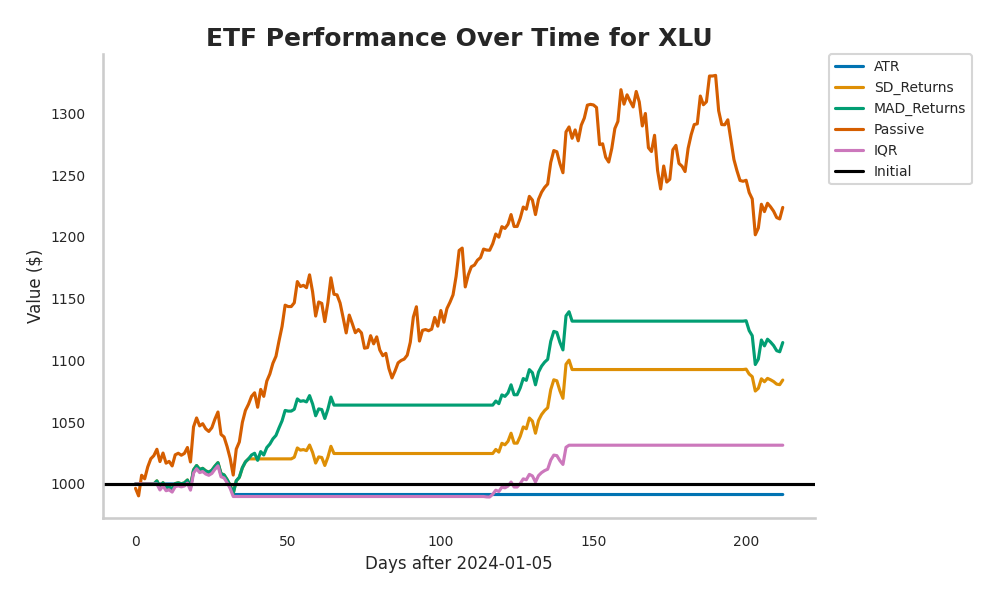 ETF Performance Over Time for XLU
ATR
SD_Returns
MAD_Returns
Passive
IQR
Initial
Value ($)
1300
1250
1200
1150
1100
1050
1000
0 50 100 150 200
Days after 2024-01-05